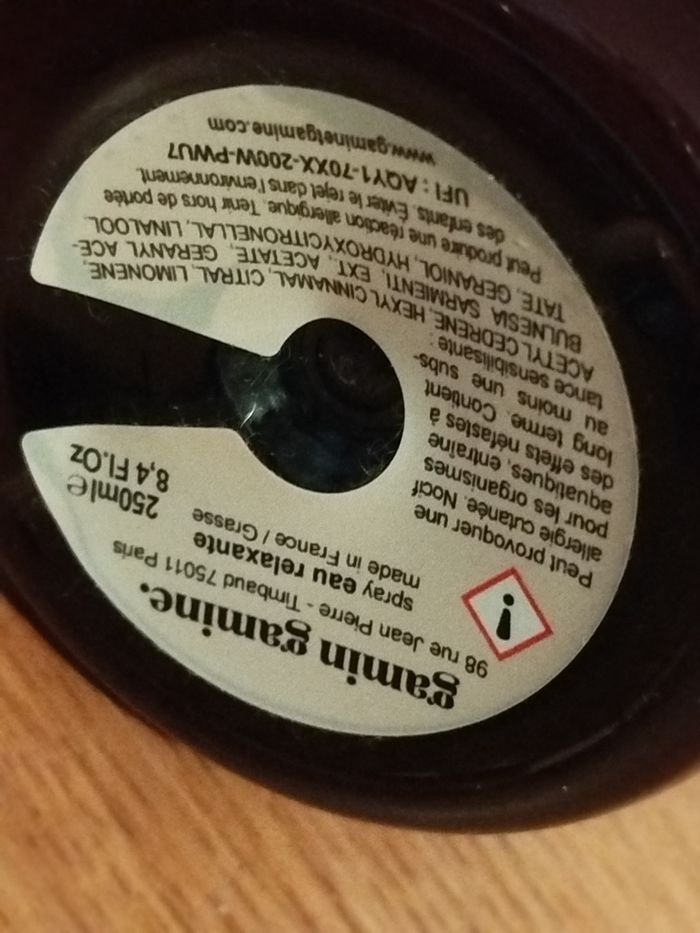 gamin gamine.
98 rue Jean Pierre - Timbaud 75011 Paris
spray eau relaxante
made in France / Grasse
250ml e
8,4 Fl.Oz
Peut provoquer une
allergie cutanée. Nocif
pour les organismes
aquatiques, entraîne
des effets néfastes à
long terme. Contient
au moins une subs-
tance sensibilisante :
ACETYL CEDRENE, HEXYL CINNAMAL, CITRAL, LIMONENE,
BULNESIA SARMIENTI, EXT., ACETATE, GERANYL ACE-
TATE, GERANIOL, HYDROXYCITRONELLAL, LINALOOL.
Peut produire une réaction allergique. Tenir hors de portée
des enfants. Éviter le rejet dans l'environnement.
UFI : AQY1-70XX-200W-PWU7
www.gaminetgamine.com